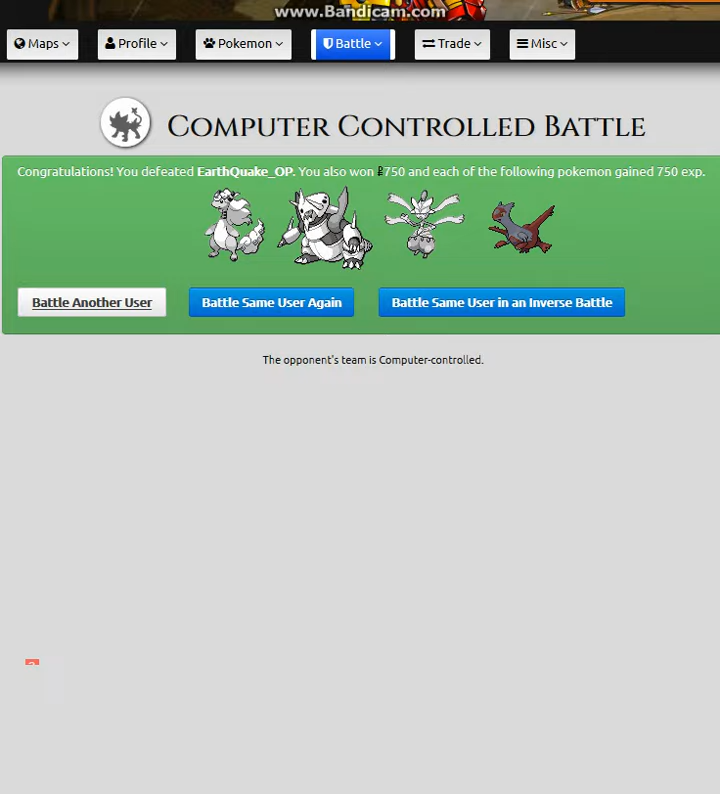 www.Bandicam.com
Maps Profile Pokemon Battle Trade Misc
Computer Controlled Battle
Congratulations! You defeated EarthQuake_OP. You also won ₽750 and each of the following pokemon gained 750 exp.
Battle Another User Battle Same User Again Battle Same User in an Inverse Battle
The opponent's team is Computer-controlled.